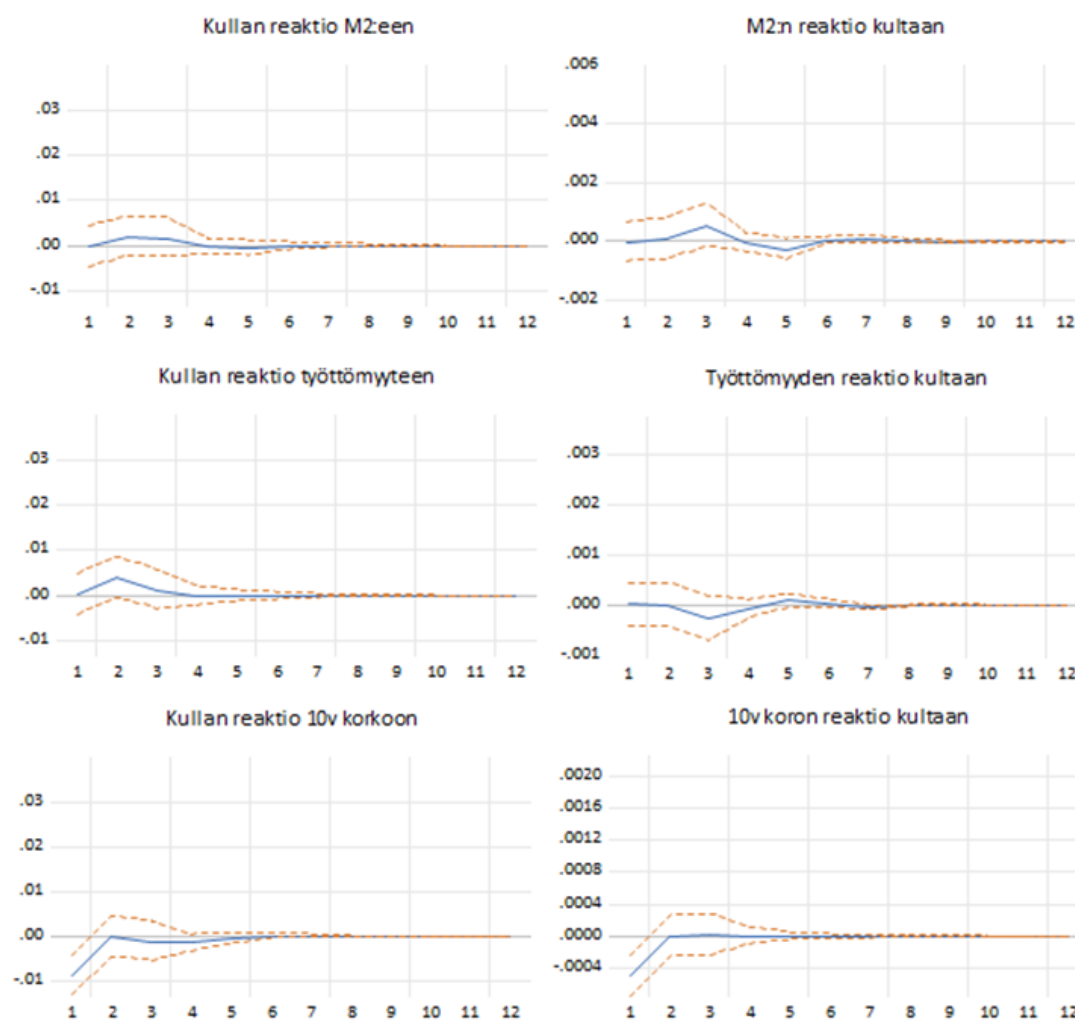 Kullan reaktio M2:een
.03
.02
.01
.00
-.01
1 2 3 4 5 6 7 8 9 10 11 12
M2:n reaktio kultaan
.006
.004
.002
.000
-.002
1 2 3 4 5 6 7 8 9 10 11 12
Kullan reaktio työttömyyteen
.03
.02
.01
.00
-.01
1 2 3 4 5 6 7 8 9 10 11 12
Työttömyyden reaktio kultaan
.003
.002
.001
.000
-.001
1 2 3 4 5 6 7 8 9 10 11 12
Kullan reaktio 10v korkoon
.03
.02
.01
.00
-.01
1 2 3 4 5 6 7 8 9 10 11 12
10v koron reaktio kultaan
.0020
.0016
.0012
.0008
.0004
.0000
-.0004
1 2 3 4 5 6 7 8 9 10 11 12